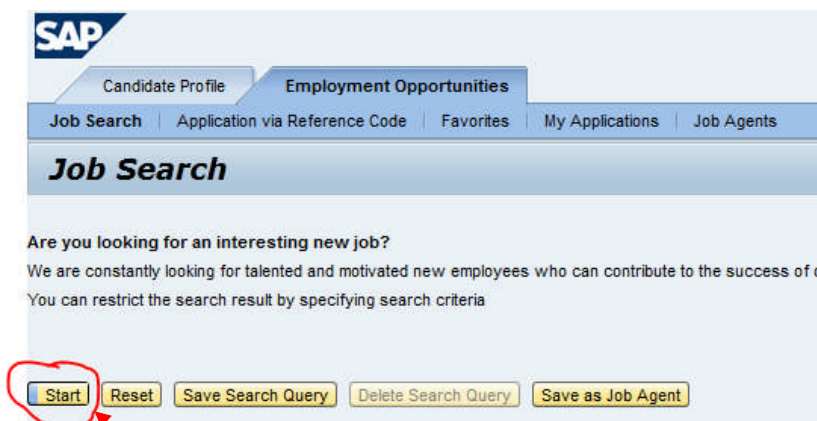 SAP
Candidate Profile Employment Opportunities
Job Search Application via Reference Code Favorites My Applications Job Agents
Job Search
Are you looking for an interesting new job?
We are constantly looking for talented and motivated new employees who can contribute to the success of
You can restrict the search result by specifying search criteria
Start Reset Save Search Query Delete Search Query Save as Job Agent